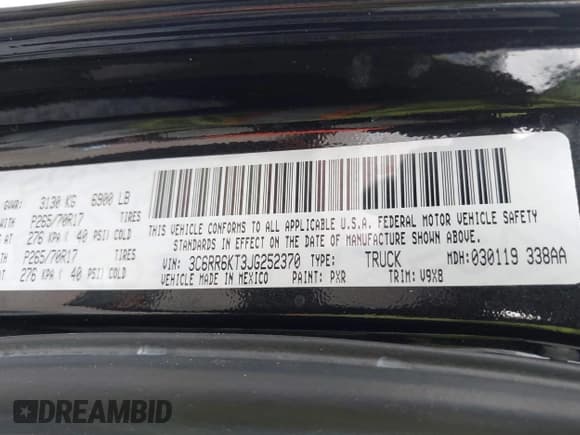 GVWR: 3130 KG 6900 LB
WITH P265/70R17 TIRES
AT 276 KPA ( 40 PSI) COLD
WITH P265/70R17 TIRES
AT 276 KPA ( 40 PSI) COLD
THIS VEHICLE CONFORMS TO ALL APPLICABLE U.S.A. FEDERAL MOTOR VEHICLE SAFETY
STANDARDS IN EFFECT ON THE DATE OF MANUFACTURE SHOWN ABOVE.
VIN: 3C6RR6KT3JG252370 TYPE: TRUCK MDH: 030119 338AA
VEHICLE MADE IN MEXICO PAINT: PXR TRIM: V9X8
DREAMBID